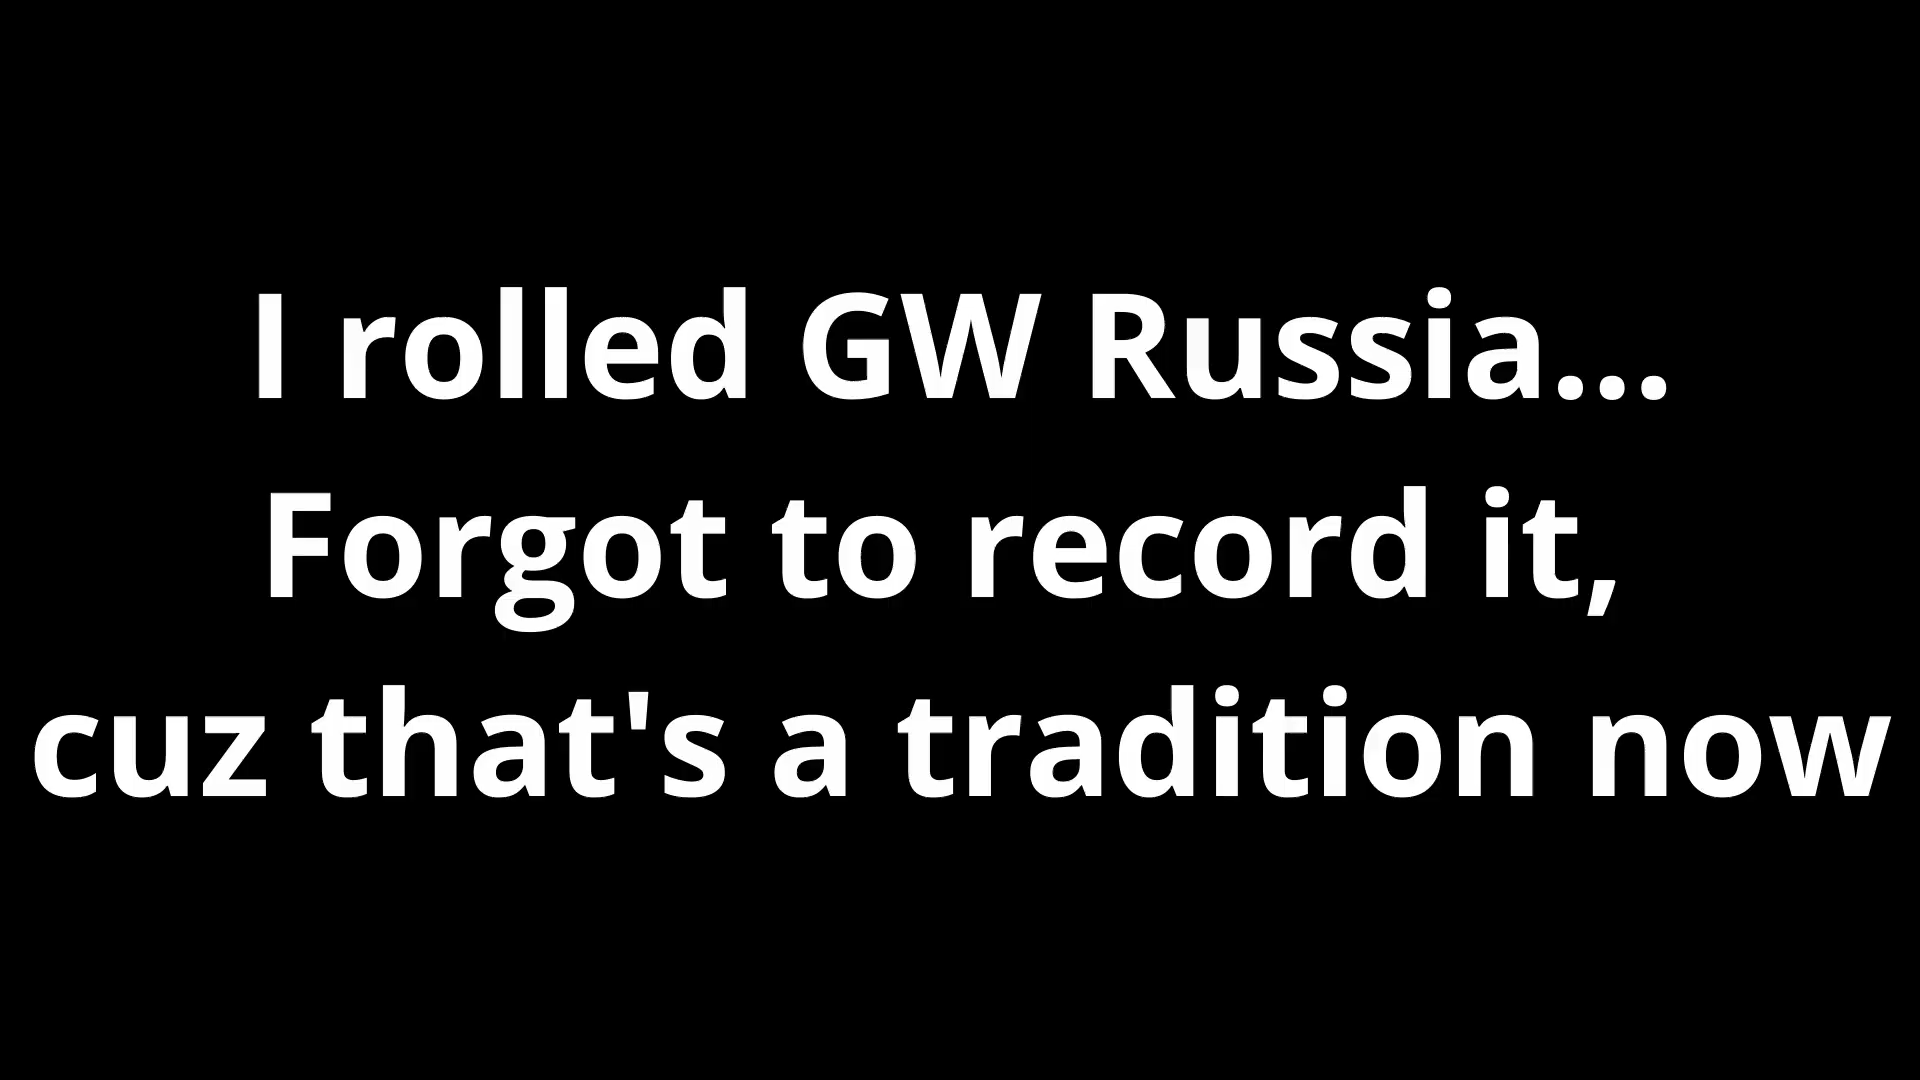 I rolled GW Russia...
Forgot to record it,
cuz that's a tradition now